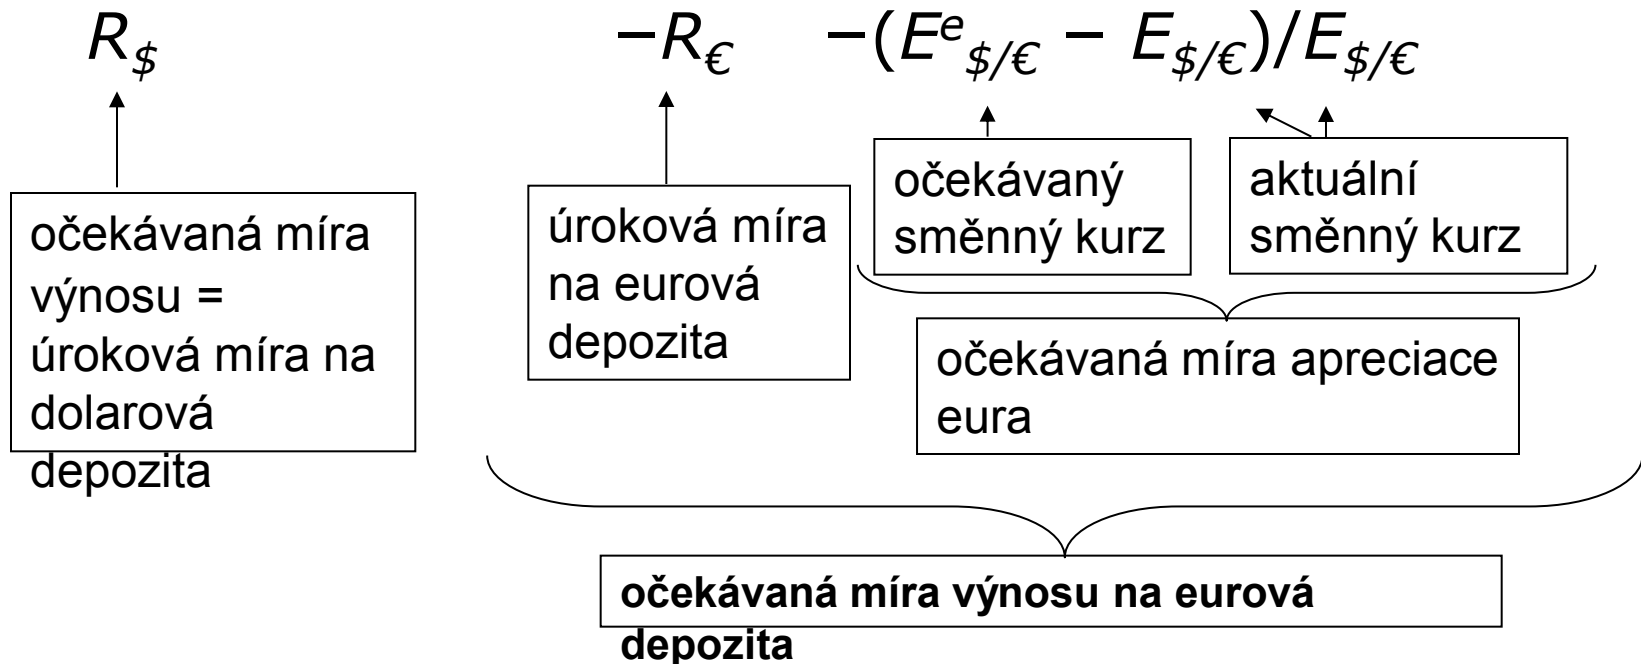 R$ −R€ −(Eᵉ$/€ − E$/€)/E$/€
očekávaná míra
výnosu =
úroková míra na
dolarová
depozita
úroková míra
na eurová
depozita
očekávaný
směnný kurz
aktuální
směnný kurz
očekávaná míra apreciace
eura
očekávaná míra výnosu na eurová
depozita